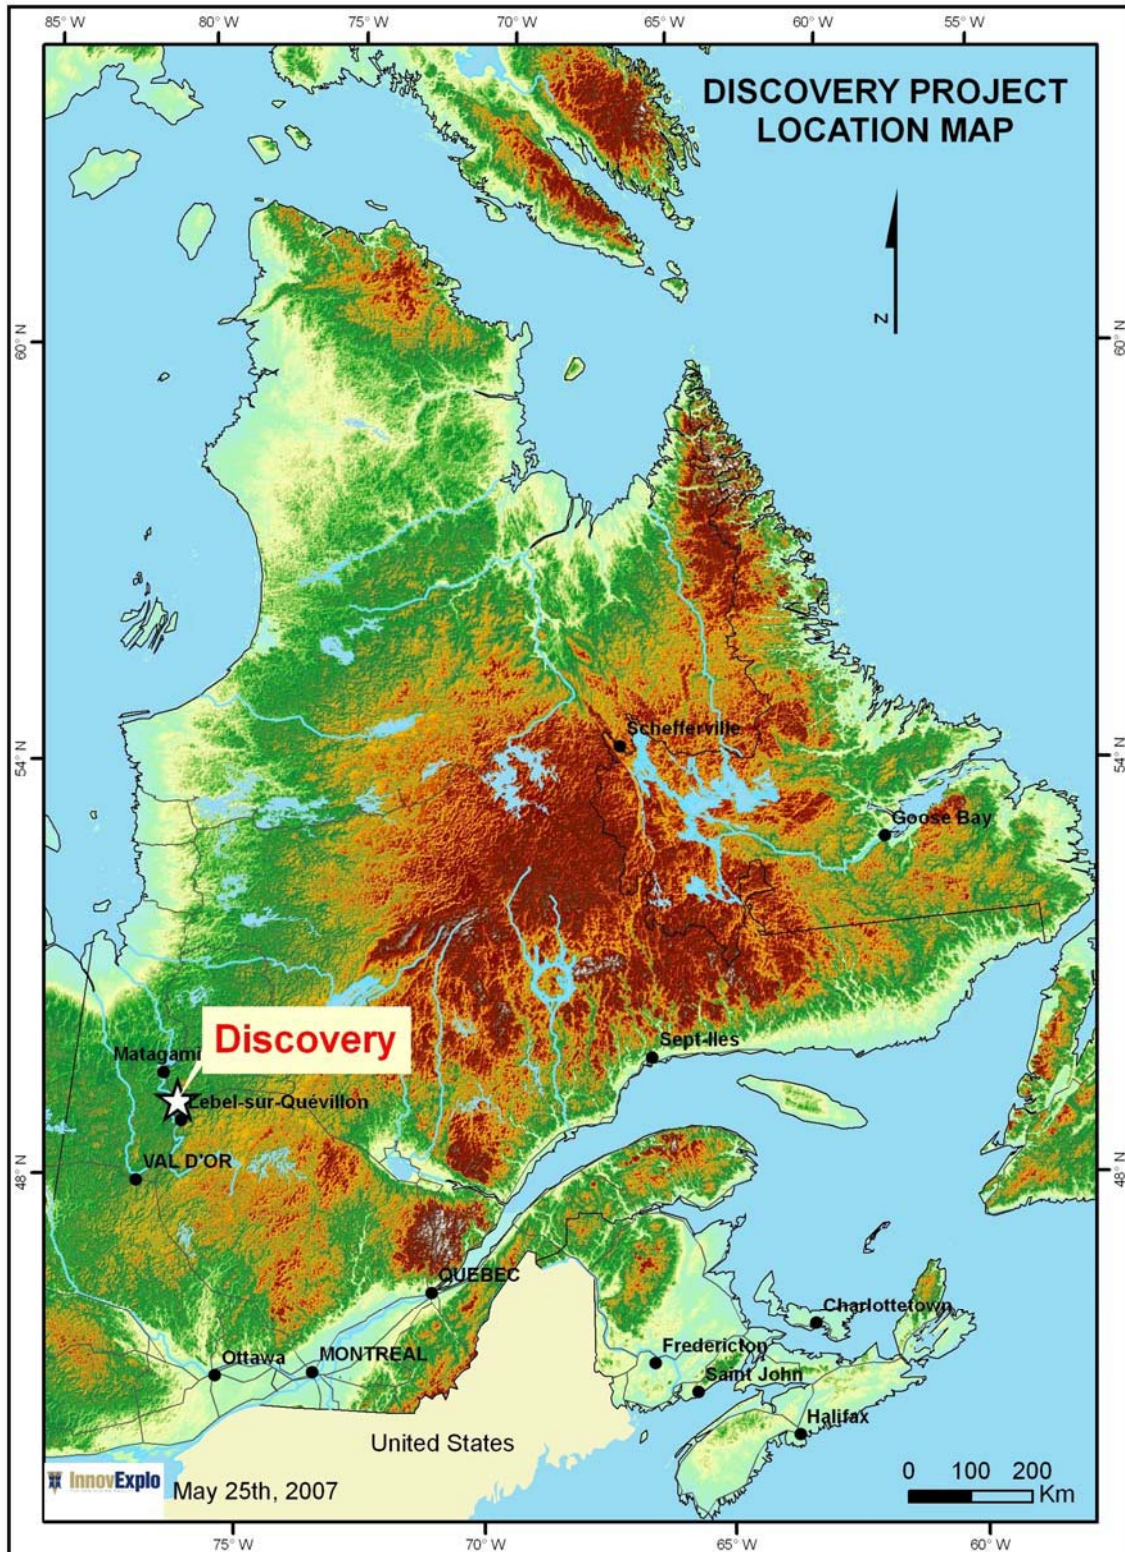 85° W 80° W 75° W 70° W 65° W 60° W 55° W
DISCOVERY PROJECT
LOCATION MAP
N
60° N
60° N
54° N
54° N
Schefferville
Goose Bay
Discovery
Matagami
Sept-Iles
Lebel-sur-Quévillon
VAL D'OR
48° N
48° N
QUEBEC
Charlottetown
Ottawa
MONTREAL
Fredericton
Saint John
Halifax
United States
InnovExplo
May 25th, 2007
0 100 200
Km
75° W 70° W 65° W 60° W